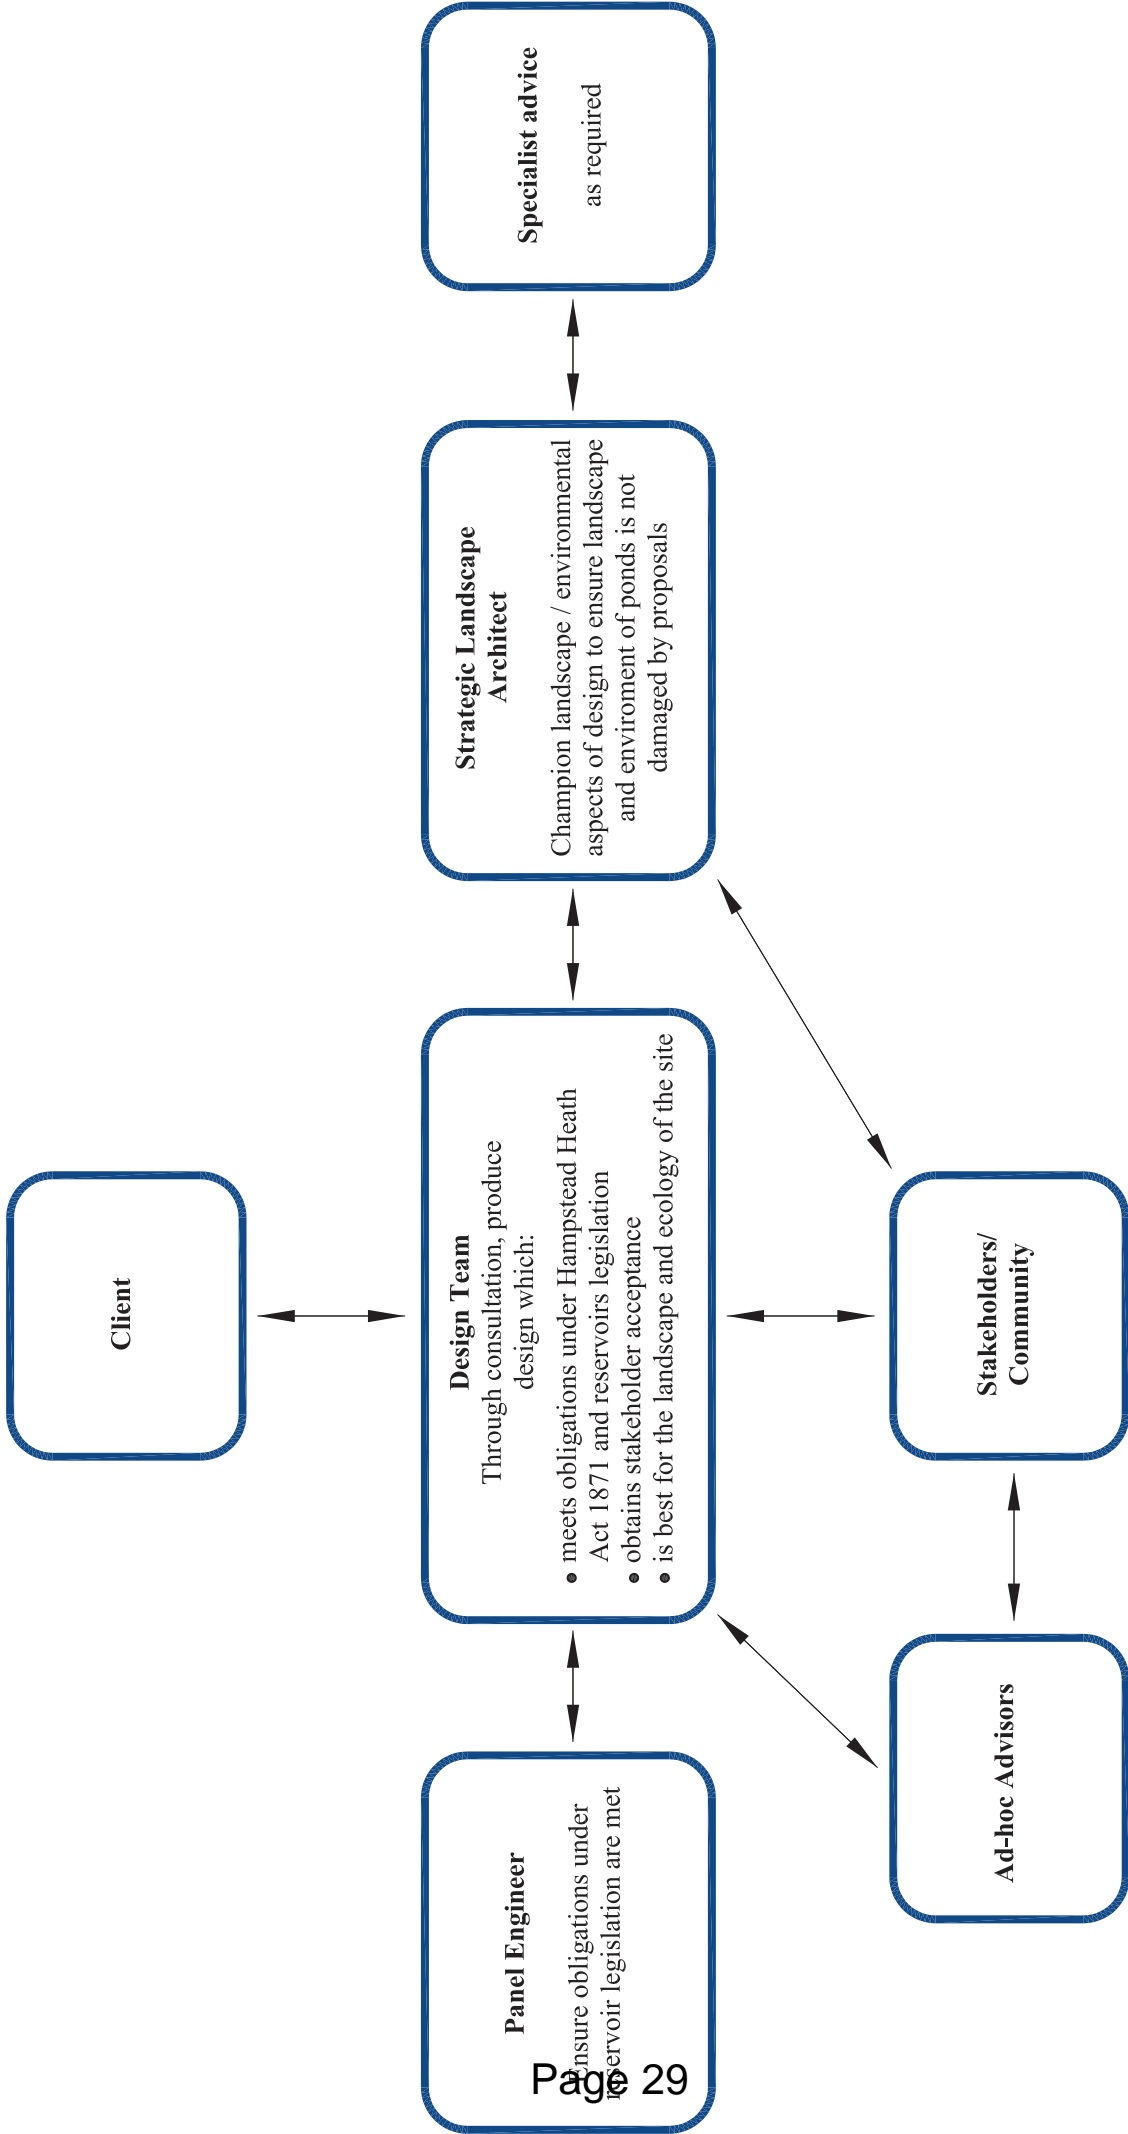 Client
Panel Engineer
Ensure obligations under
reservoir legislation are met
Design Team
Through consultation, produce
design which:
• meets obligations under Hampstead Heath
Act 1871 and reservoirs legislation
• obtains stakeholder acceptance
• is best for the landscape and ecology of the site
Strategic Landscape
Architect
Champion landscape / environmental
aspects of design to ensure landscape
and enviroment of ponds is not
damaged by proposals
Specialist advice
as required
Ad-hoc Advisors
Stakeholders/
Community
Page 29